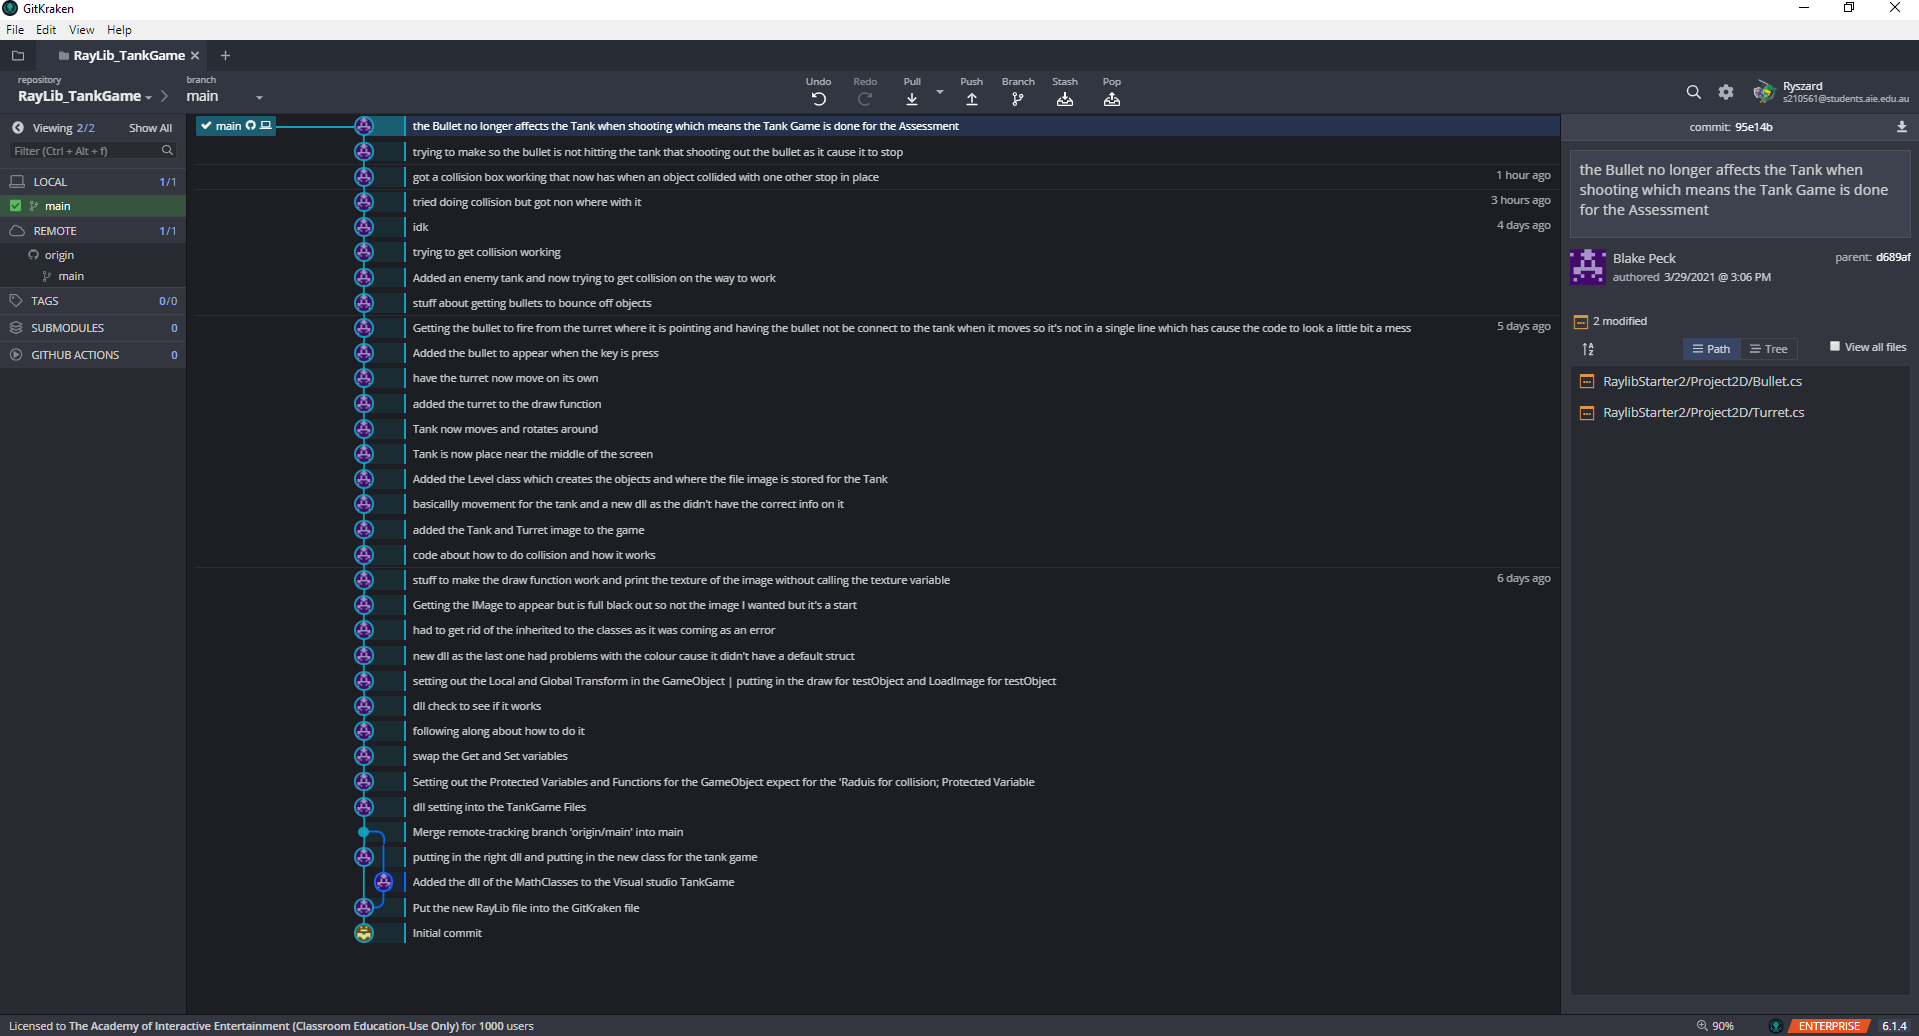 GitKraken
File Edit View Help
RayLib_TankGame
repository
RayLib_TankGame
branch
main
Undo
Redo
Pull
Push
Branch
Stash
Pop
Ryszard
s210561@students.aie.edu.au
Viewing 2/2 Show All
Filter (Ctrl + Alt + f)
LOCAL 1/1
main
REMOTE 1/1
origin
main
TAGS 0/0
SUBMODULES 0
GITHUB ACTIONS 0
main
the Bullet no longer affects the Tank when shooting which means the Tank Game is done for the Assessment
trying to make so the bullet is not hitting the tank that shooting out the bullet as it cause it to stop
got a collision box working that now has when an object collided with one other stop in place 1 hour ago
tried doing collision but got non where with it 3 hours ago
idk 4 days ago
trying to get collision working
Added an enemy tank and now trying to get collision on the way to work
stuff about getting bullets to bounce off objects
Getting the bullet to fire from the turret where it is pointing and having the bullet not be connect to the tank when it moves so it's not in a single line which has cause the code to look a little bit a mess 5 days ago
Added the bullet to appear when the key is press
have the turret now move on its own
added the turret to the draw function
Tank now moves and rotates around
Tank is now place near the middle of the screen
Added the Level class which creates the objects and where the file image is stored for the Tank
basicallly movement for the tank and a new dll as the didn't have the correct info on it
added the Tank and Turret image to the game
code about how to do collision and how it works
stuff to make the draw function work and print the texture of the image without calling the texture variable 6 days ago
Getting the IMage to appear but is full black out so not the image I wanted but it's a start
had to get rid of the inherited to the classes as it was coming as an error
new dll as the last one had problems with the colour cause it didn't have a default struct
setting out the Local and Global Transform in the GameObject | putting in the draw for testObject and LoadImage for testObject
dll check to see if it works
following along about how to do it
swap the Get and Set variables
Setting out the Protected Variables and Functions for the GameObject expect for the 'Raduis for collision; Protected Variable
dll setting into the TankGame Files
Merge remote-tracking branch 'origin/main' into main
putting in the right dll and putting in the new class for the tank game
Added the dll of the MathClasses to the Visual studio TankGame
Put the new RayLib file into the GitKraken file
Initial commit
commit: 95e14b
the Bullet no longer affects the Tank when
shooting which means the Tank Game is done
for the Assessment
Blake Peck
authored 3/29/2021 @ 3:06 PM
parent: d689af
2 modified
Path Tree View all files
RaylibStarter2/Project2D/Bullet.cs
RaylibStarter2/Project2D/Turret.cs
Licensed to The Academy of Interactive Entertainment (Classroom Education-Use Only) for 1000 users
90% ENTERPRISE 6.1.4